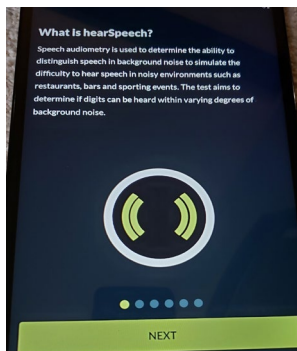 What is hearSpeech?
Speech audiometry is used to determine the ability to
distinguish speech in background noise to simulate the
difficulty to hear speech in noisy environments such as
restaurants, bars and sporting events. The test aims to
determine if digits can be heard within varying degrees of
background noise.
NEXT